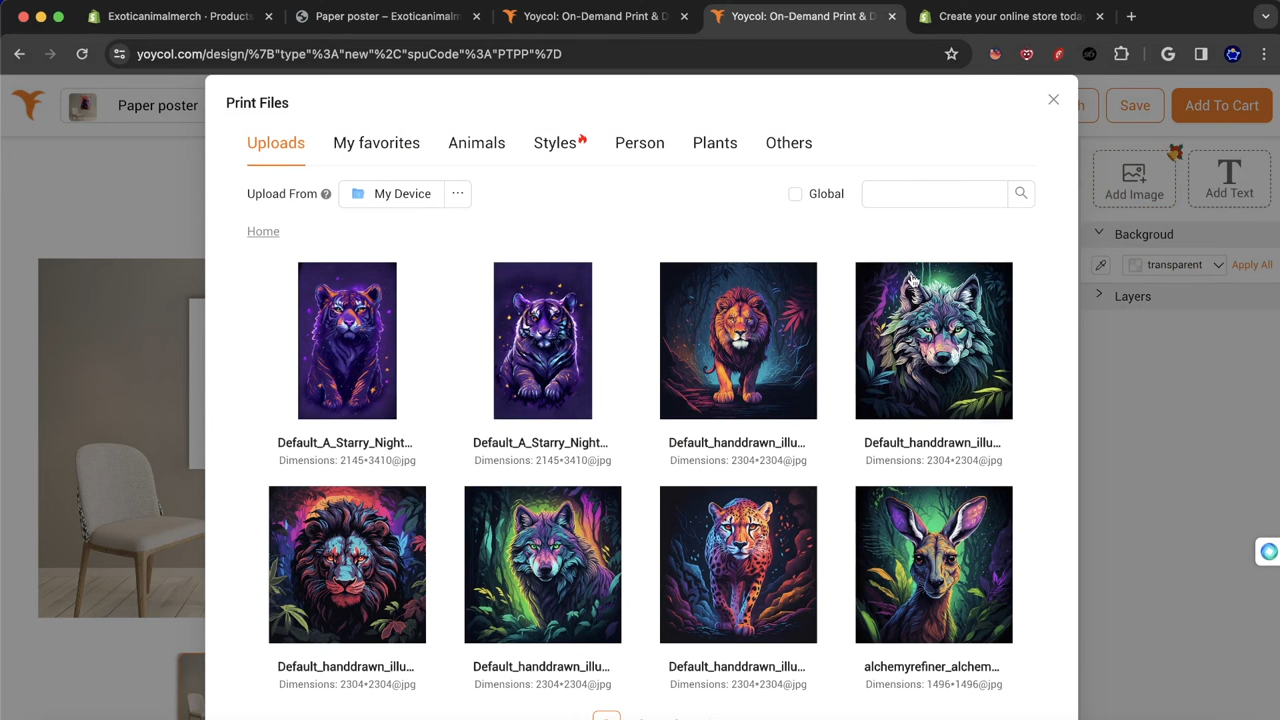 Exoticanimalmerch · Products
Paper poster – Exoticanimalm
Yoycol: On-Demand Print & D
Yoycol: On-Demand Print & D
Create your online store toda
yoycol.com/design/%7B"type"%3A"new"%2C"spuCode"%3A"PTPP"%7D
Paper poster
h
Save
Add To Cart
Print Files
Uploads
My favorites
Animals
Styles
Person
Plants
Others
Upload From
My Device
...
Global
Home
Add Image
Add Text
Backgroud
transparent
Apply All
Layers
Default_A_Starry_Night...
Default_A_Starry_Night...
Default_handdrawn_illu...
Default_handdrawn_illu...
Dimensions: 2145*3410@jpg
Dimensions: 2145*3410@jpg
Dimensions: 2304*2304@jpg
Dimensions: 2304*2304@jpg
Default_handdrawn_illu...
Default_handdrawn_illu...
Default_handdrawn_illu...
alchemyrefiner_alchem...
Dimensions: 2304*2304@jpg
Dimensions: 2304*2304@jpg
Dimensions: 2304*2304@jpg
Dimensions: 1496*1496@jpg